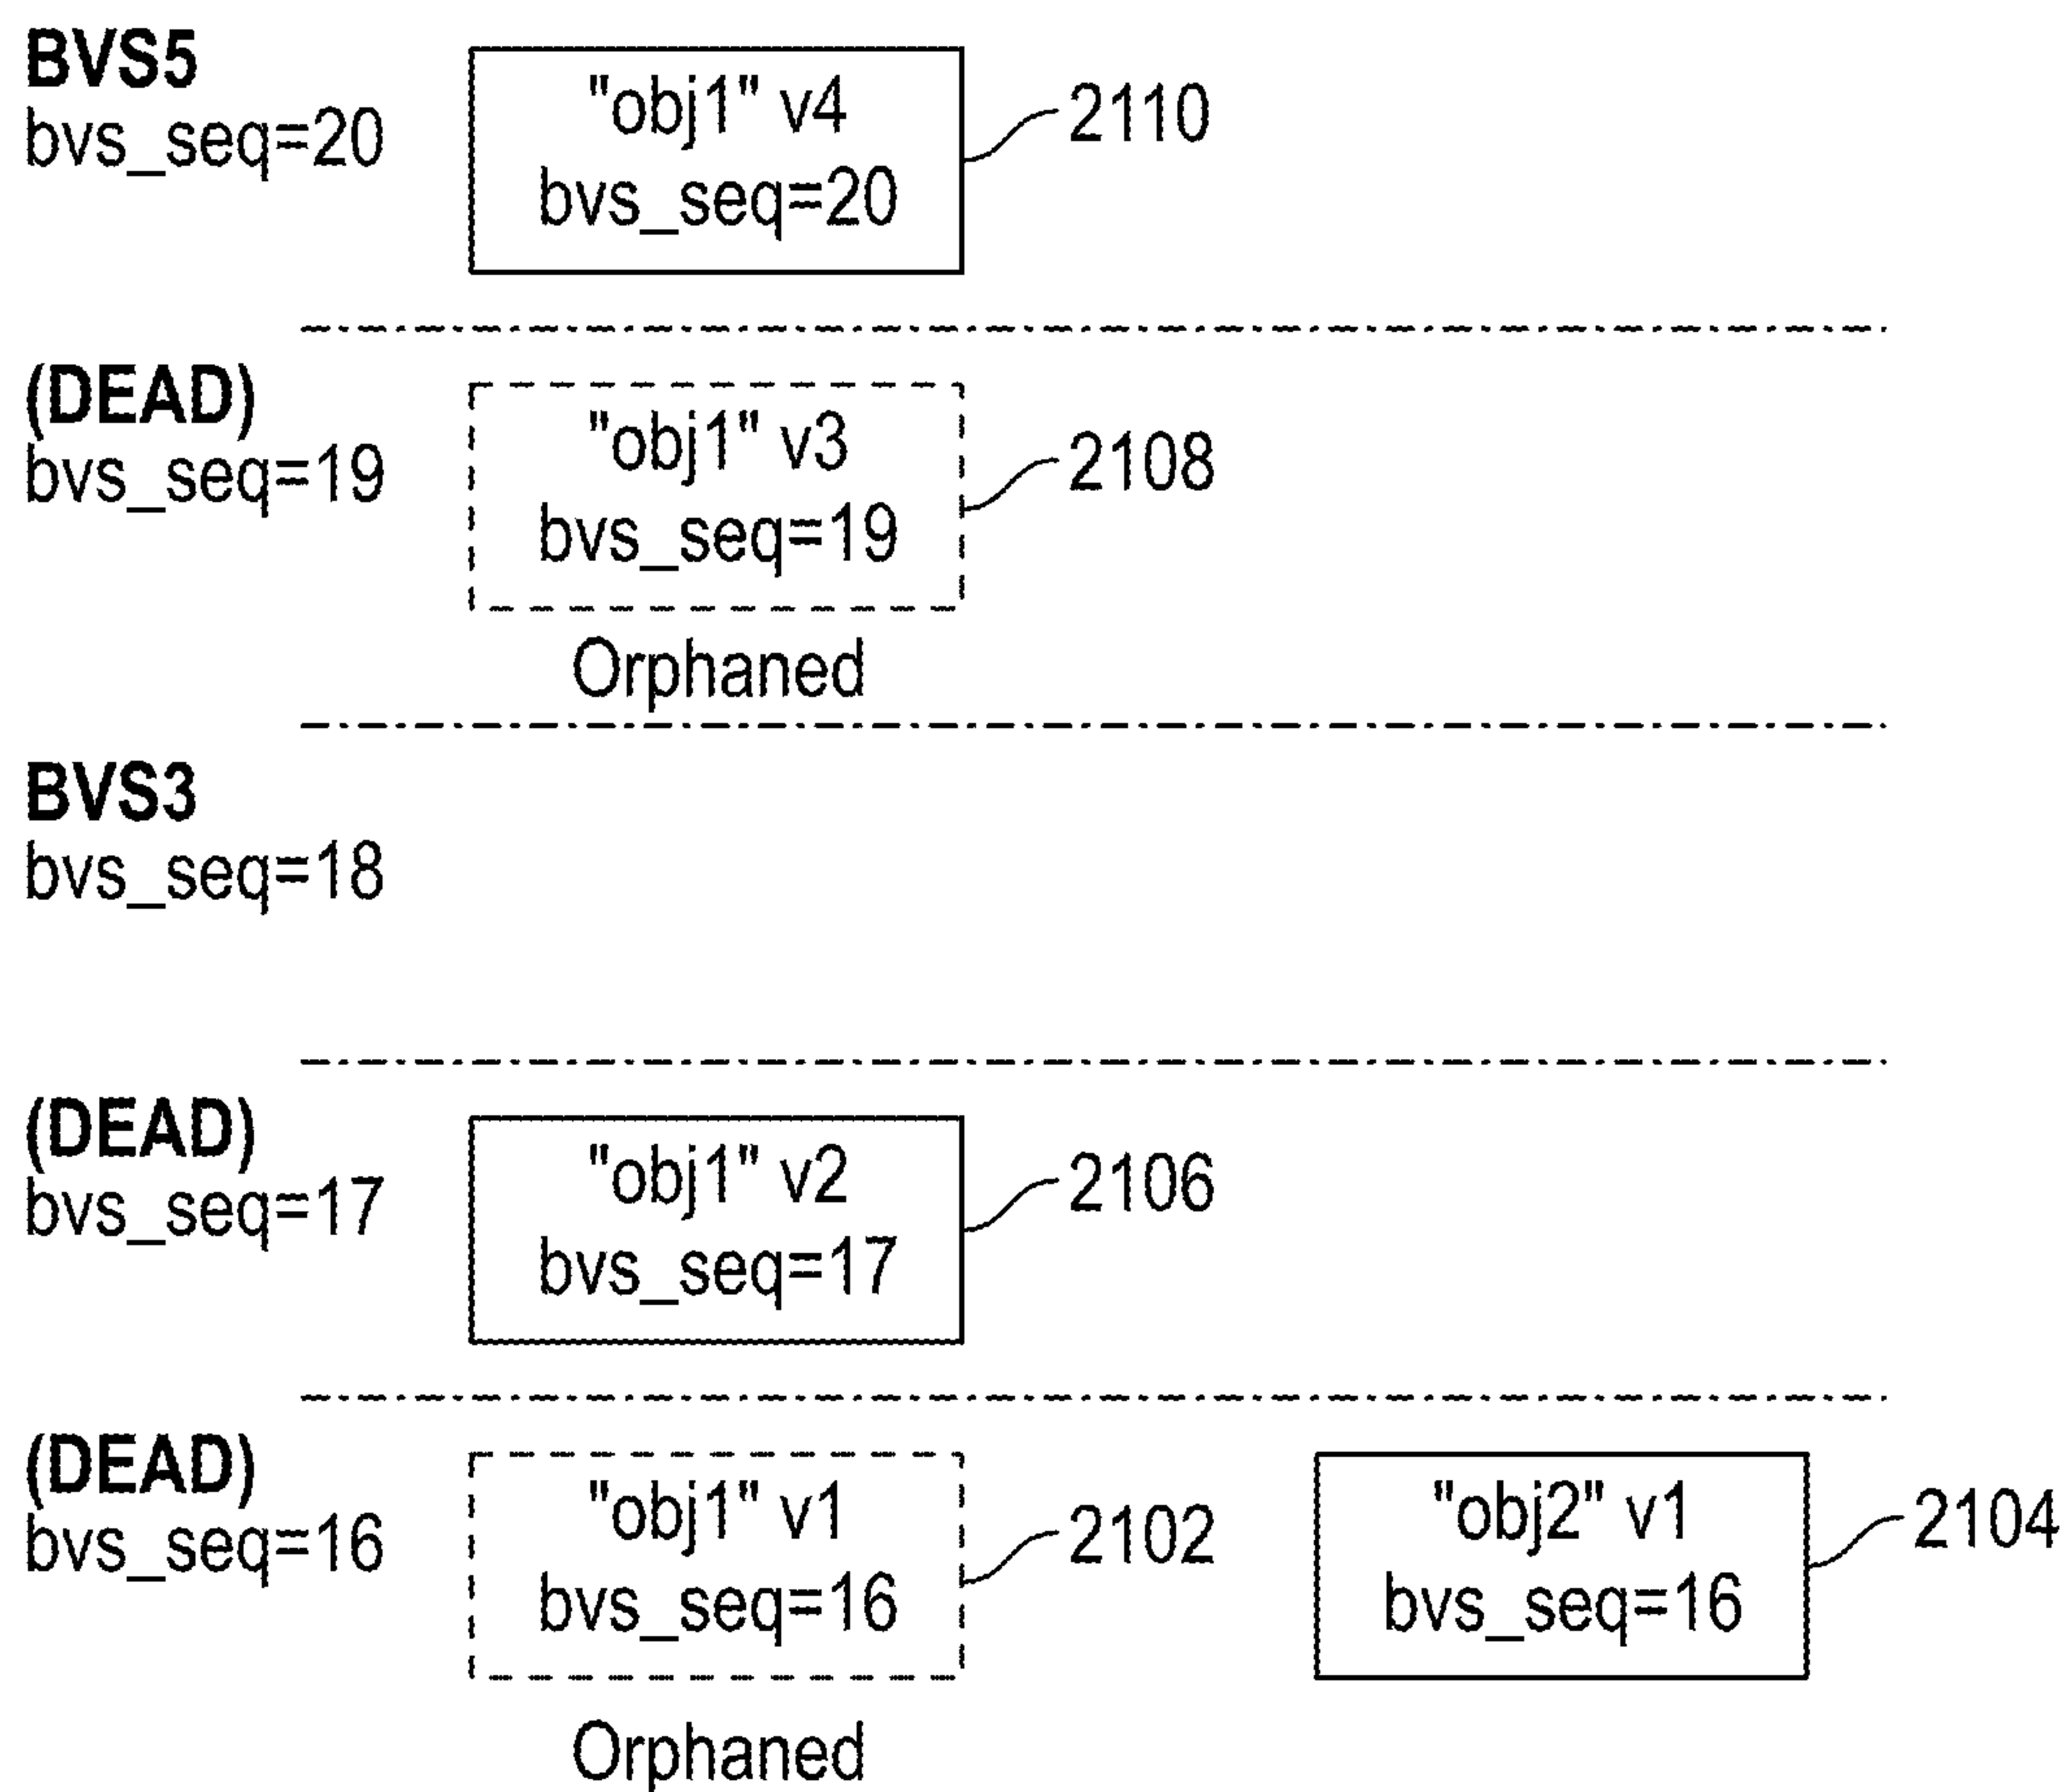 BVS5
bvs_seq=20
"obj1" v4
bvs_seq=20
2110
(DEAD)
bvs_seq=19
"obj1" v3
bvs_seq=19
2108
Orphaned
BVS3
bvs_seq=18
(DEAD)
bvs_seq=17
"obj1" v2
bvs_seq=17
2106
(DEAD)
bvs_seq=16
"obj1" v1
bvs_seq=16
2102
Orphaned
"obj2" v1
bvs_seq=16
2104